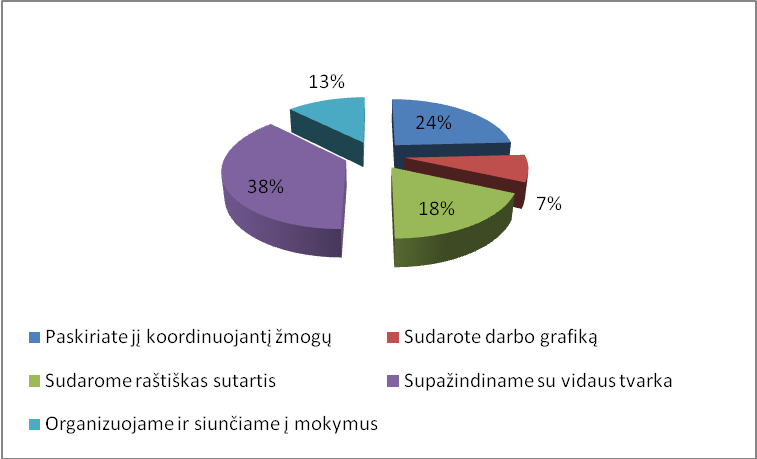 13%
24%
38%
18%
7%
Paskiriate jį koordinuojantį žmogų
Sudarote darbo grafiką
Sudarome raštiškas sutartis
Supažindiname su vidaus tvarka
Organizuojame ir siunčiame į mokymus